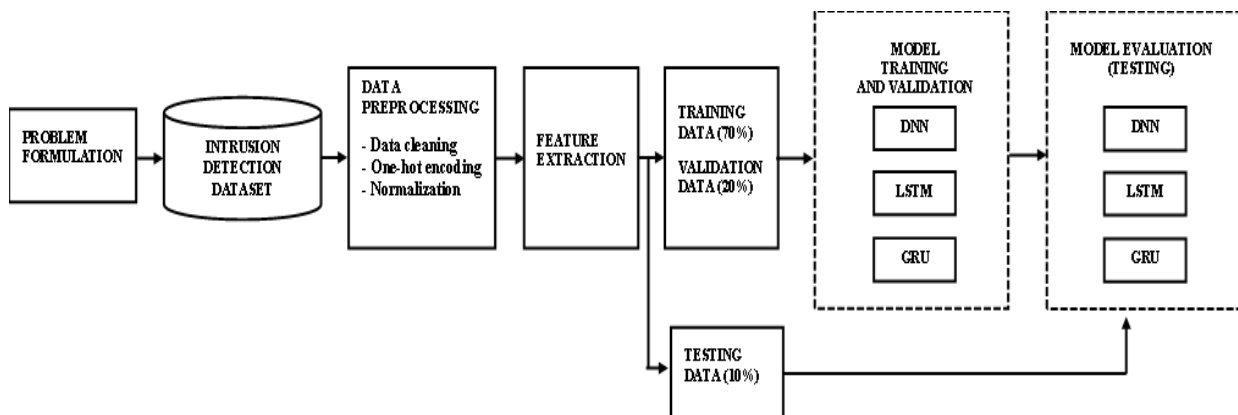 PROBLEM
FORMULATION
INTRUSION
DETECTION
DATASET
DATA
PREPROCESSING
- Data cleaning
- One-hot encoding
- Normalization
FEATURE
EXTRACTION
TRAINING
DATA (70%)
VALIDATION
DATA (20%)
TESTING
DATA (10%)
MODEL
TRAINING
AND VALIDATION
DNN
LSTM
GRU
MODEL EVALUATION
(TESTING)
DNN
LSTM
GRU